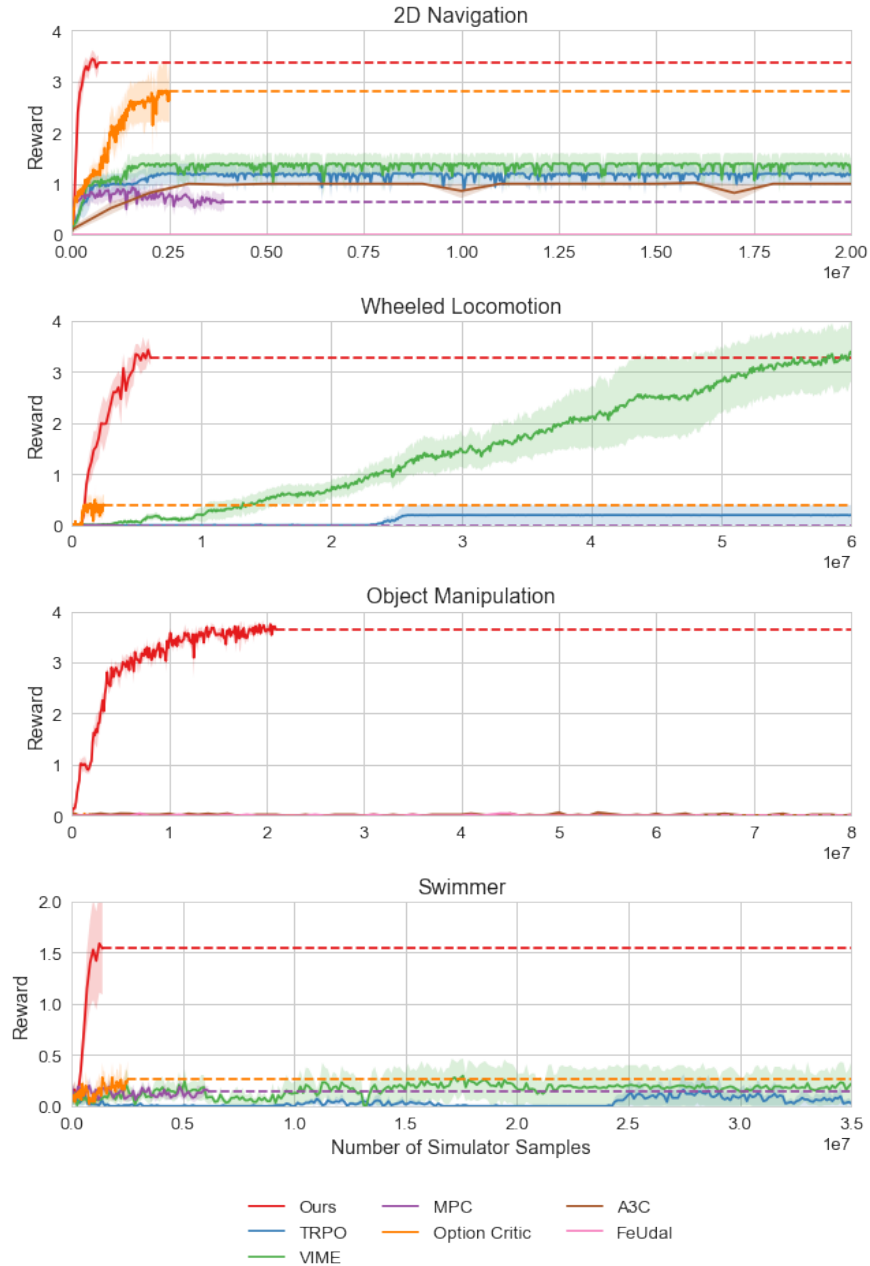 2D Navigation
4
3
2
1
0
Reward
0.00 0.25 0.50 0.75 1.00 1.25 1.50 1.75 2.00
1e7
Wheeled Locomotion
4
3
2
1
0
Reward
0 1 2 3 4 5 6
1e7
Object Manipulation
4
3
2
1
0
Reward
0 1 2 3 4 5 6 7 8
1e7
Swimmer
2.0
1.5
1.0
0.5
0.0
Reward
0.0 0.5 1.0 1.5 2.0 2.5 3.0 3.5
Number of Simulator Samples
1e7
Ours MPC A3C
TRPO Option Critic FeUdal
VIME